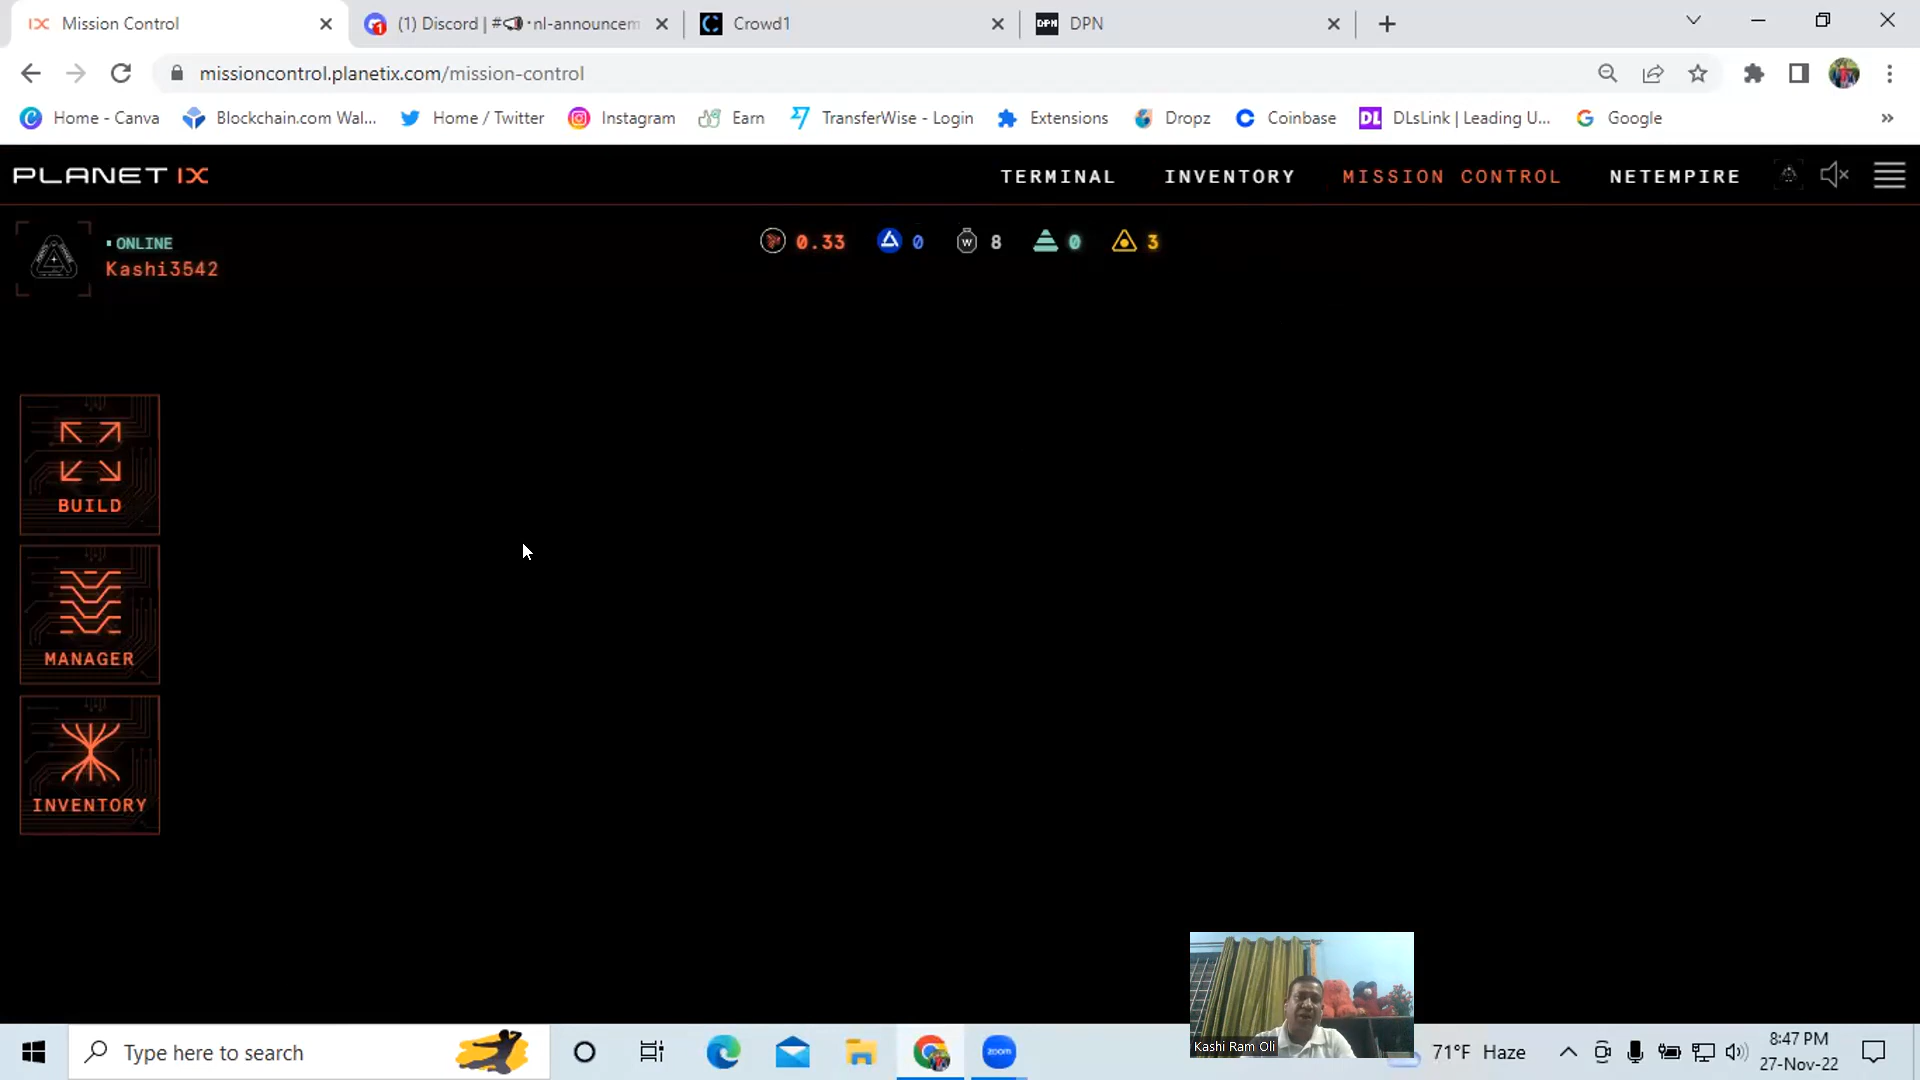 Mission Control
(1) Discord | #📢·nl-announcem
Crowd1
DPN
DPN
missioncontrol.planetix.com/mission-control
Home - Canva
Blockchain.com Wal...
Home / Twitter
Instagram
Earn
TransferWise - Login
Extensions
Dropz
Coinbase
DL
DLsLink | Leading U...
Google
PLANET IX
TERMINAL
INVENTORY
MISSION CONTROL
NETEMPIRE
ONLINE
Kashi3542
0.33
0
W
8
0
3
BUILD
MANAGER
INVENTORY
Kashi Ram Oli
Type here to search
zoom
71°F Haze
8:47 PM
27-Nov-22